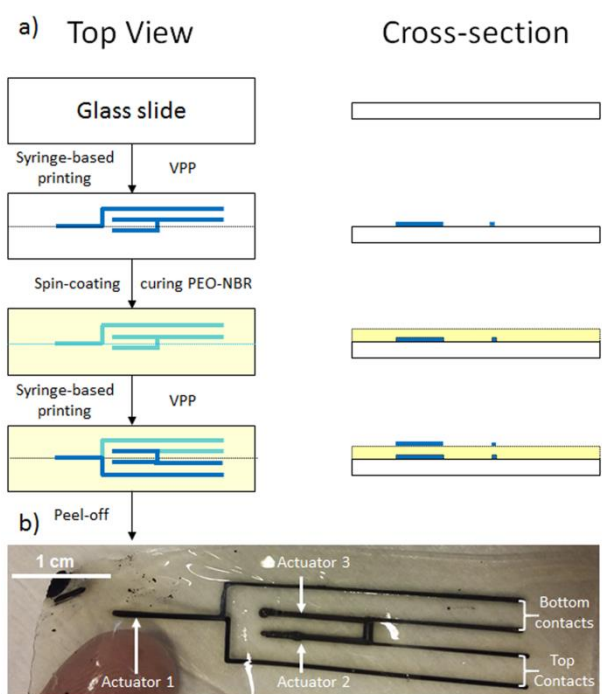 a) Top View Cross-section
Glass slide
Syringe-based
printing
VPP
Spin-coating curing PEO-NBR
Syringe-based
printing
VPP
Peel-off
b)
1 cm
Actuator 3
Bottom
contacts
Actuator 1
Actuator 2
Top
Contacts